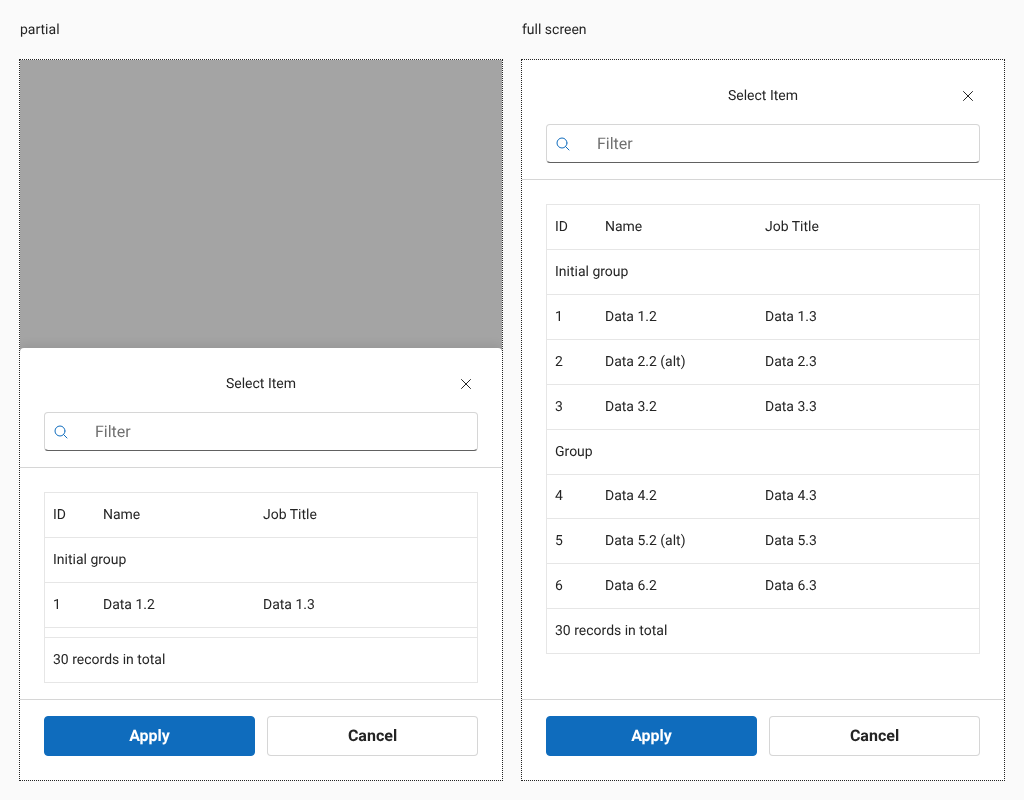 partial
Select Item
Filter
ID Name Job Title
Initial group
1 Data 1.2 Data 1.3
30 records in total
Apply Cancel
full screen
Select Item
Filter
ID Name Job Title
Initial group
1 Data 1.2 Data 1.3
2 Data 2.2 (alt) Data 2.3
3 Data 3.2 Data 3.3
Group
4 Data 4.2 Data 4.3
5 Data 5.2 (alt) Data 5.3
6 Data 6.2 Data 6.3
30 records in total
Apply Cancel